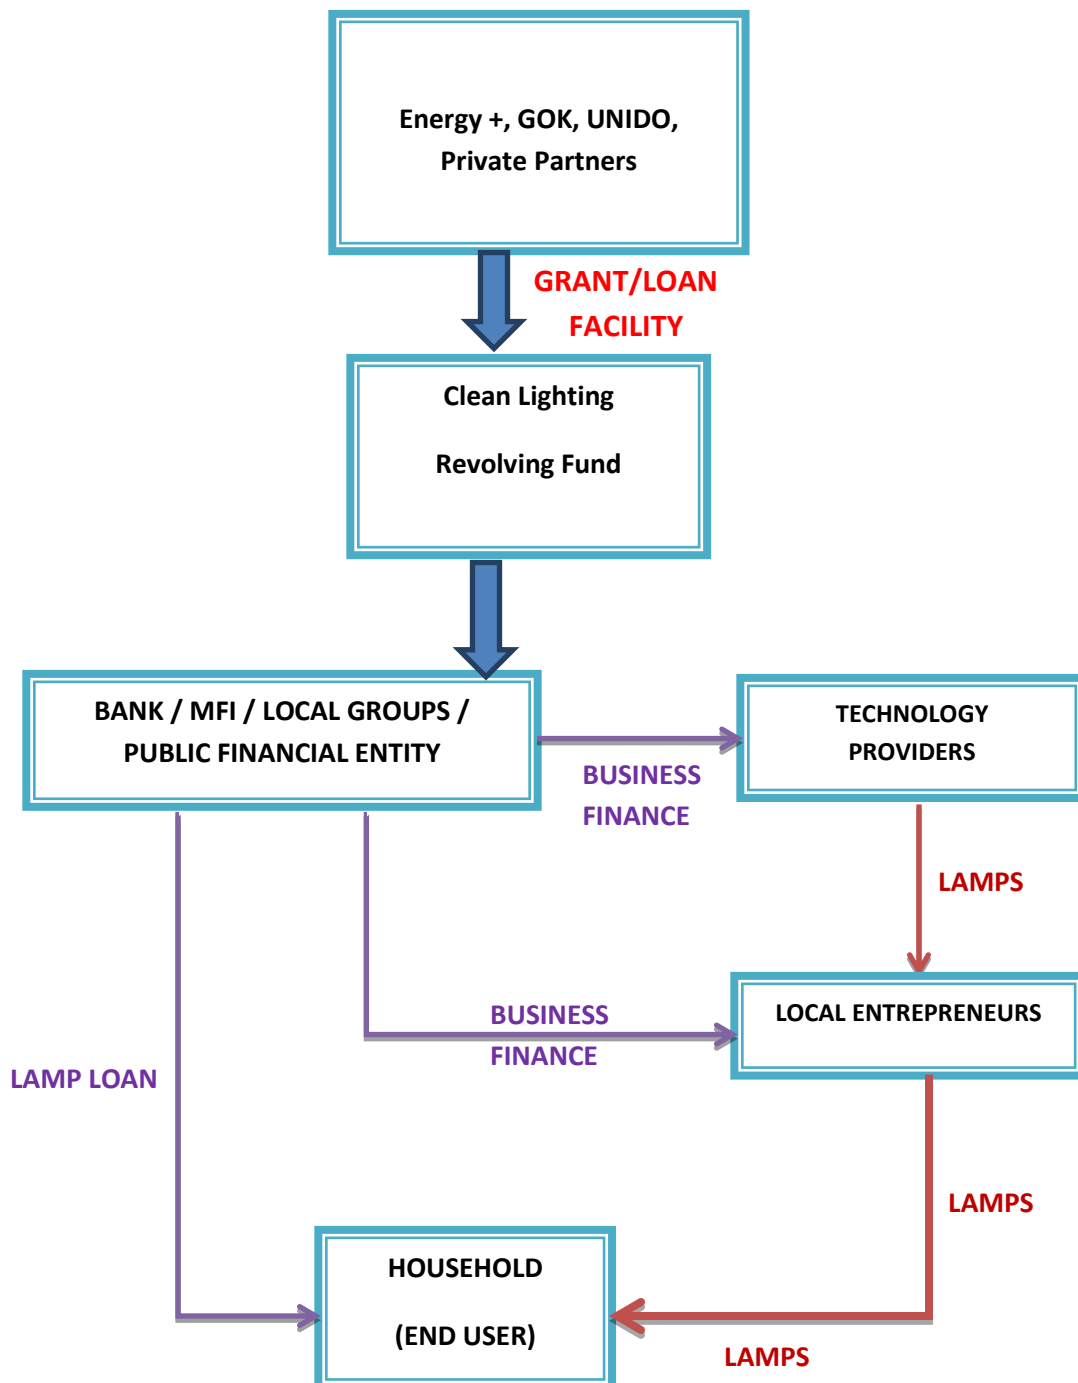 Energy +, GOK, UNIDO,
Private Partners
GRANT/LOAN
FACILITY
Clean Lighting
Revolving Fund
BANK / MFI / LOCAL GROUPS /
PUBLIC FINANCIAL ENTITY
TECHNOLOGY
PROVIDERS
BUSINESS
FINANCE
LAMPS
LOCAL ENTREPRENEURS
BUSINESS
FINANCE
LAMP LOAN
LAMPS
HOUSEHOLD
(END USER)
LAMPS